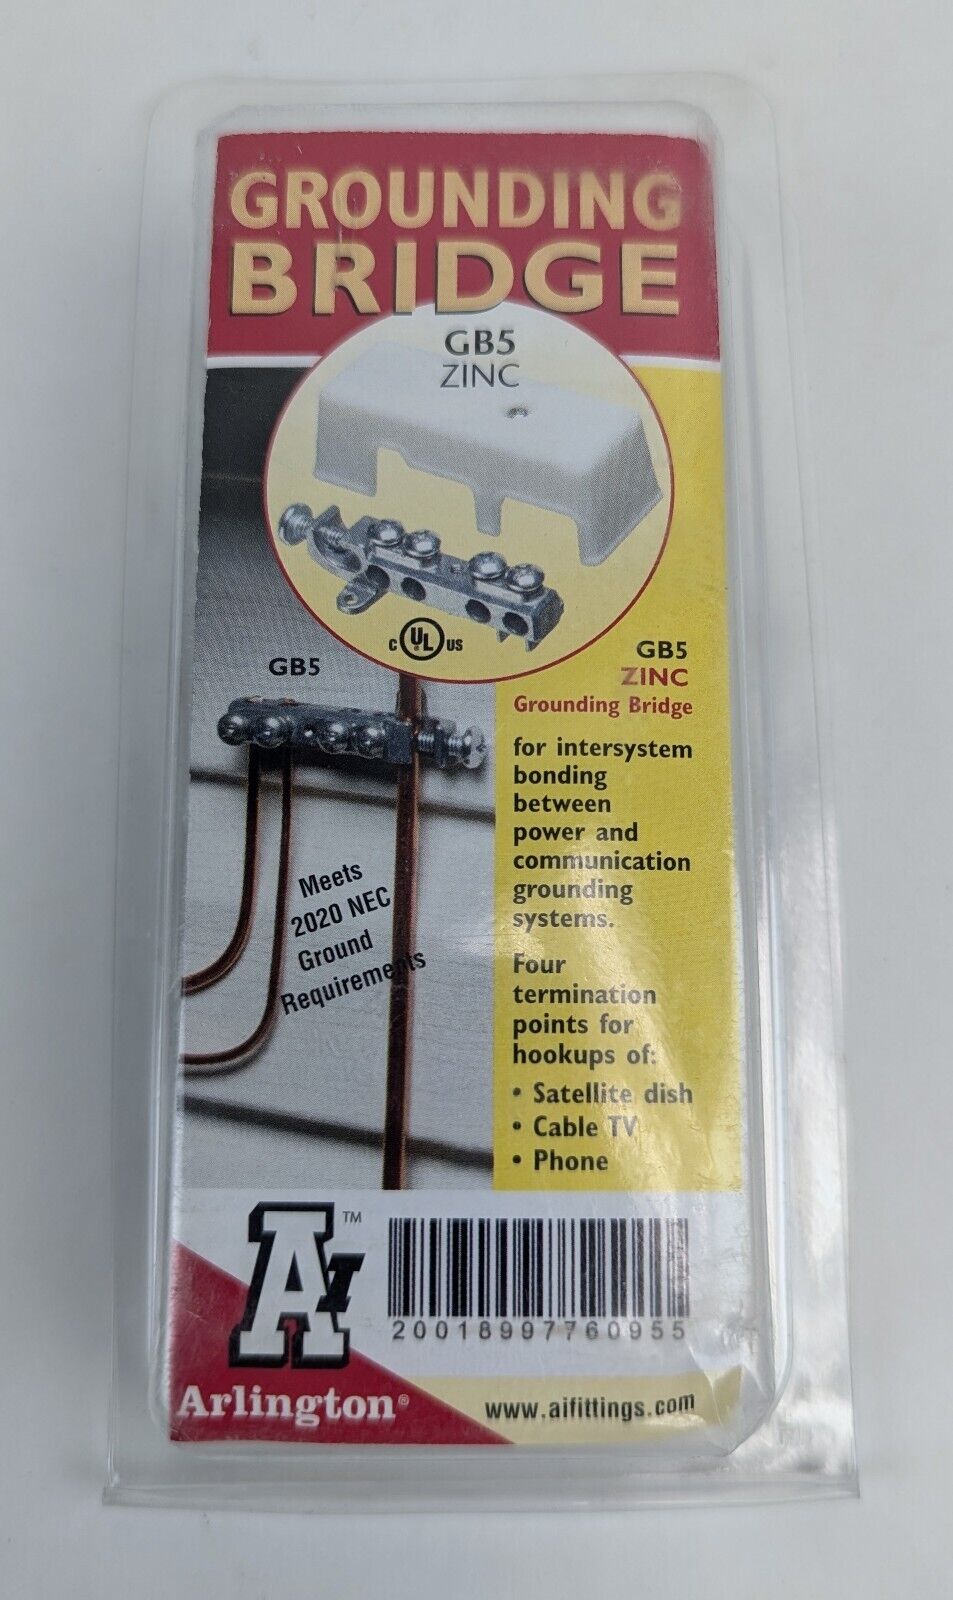 GROUNDING
BRIDGE
GB5
ZINC
C UL US
GB5
GB5
ZINC
Grounding Bridge
for intersystem
bonding
between
power and
communication
grounding
systems.
Four
termination
points for
hookups of:
• Satellite dish
• Cable TV
• Phone
Meets
2020 NEC
Ground
Requirements
AI™
20018997760955
Arlington®
www.aifittings.com